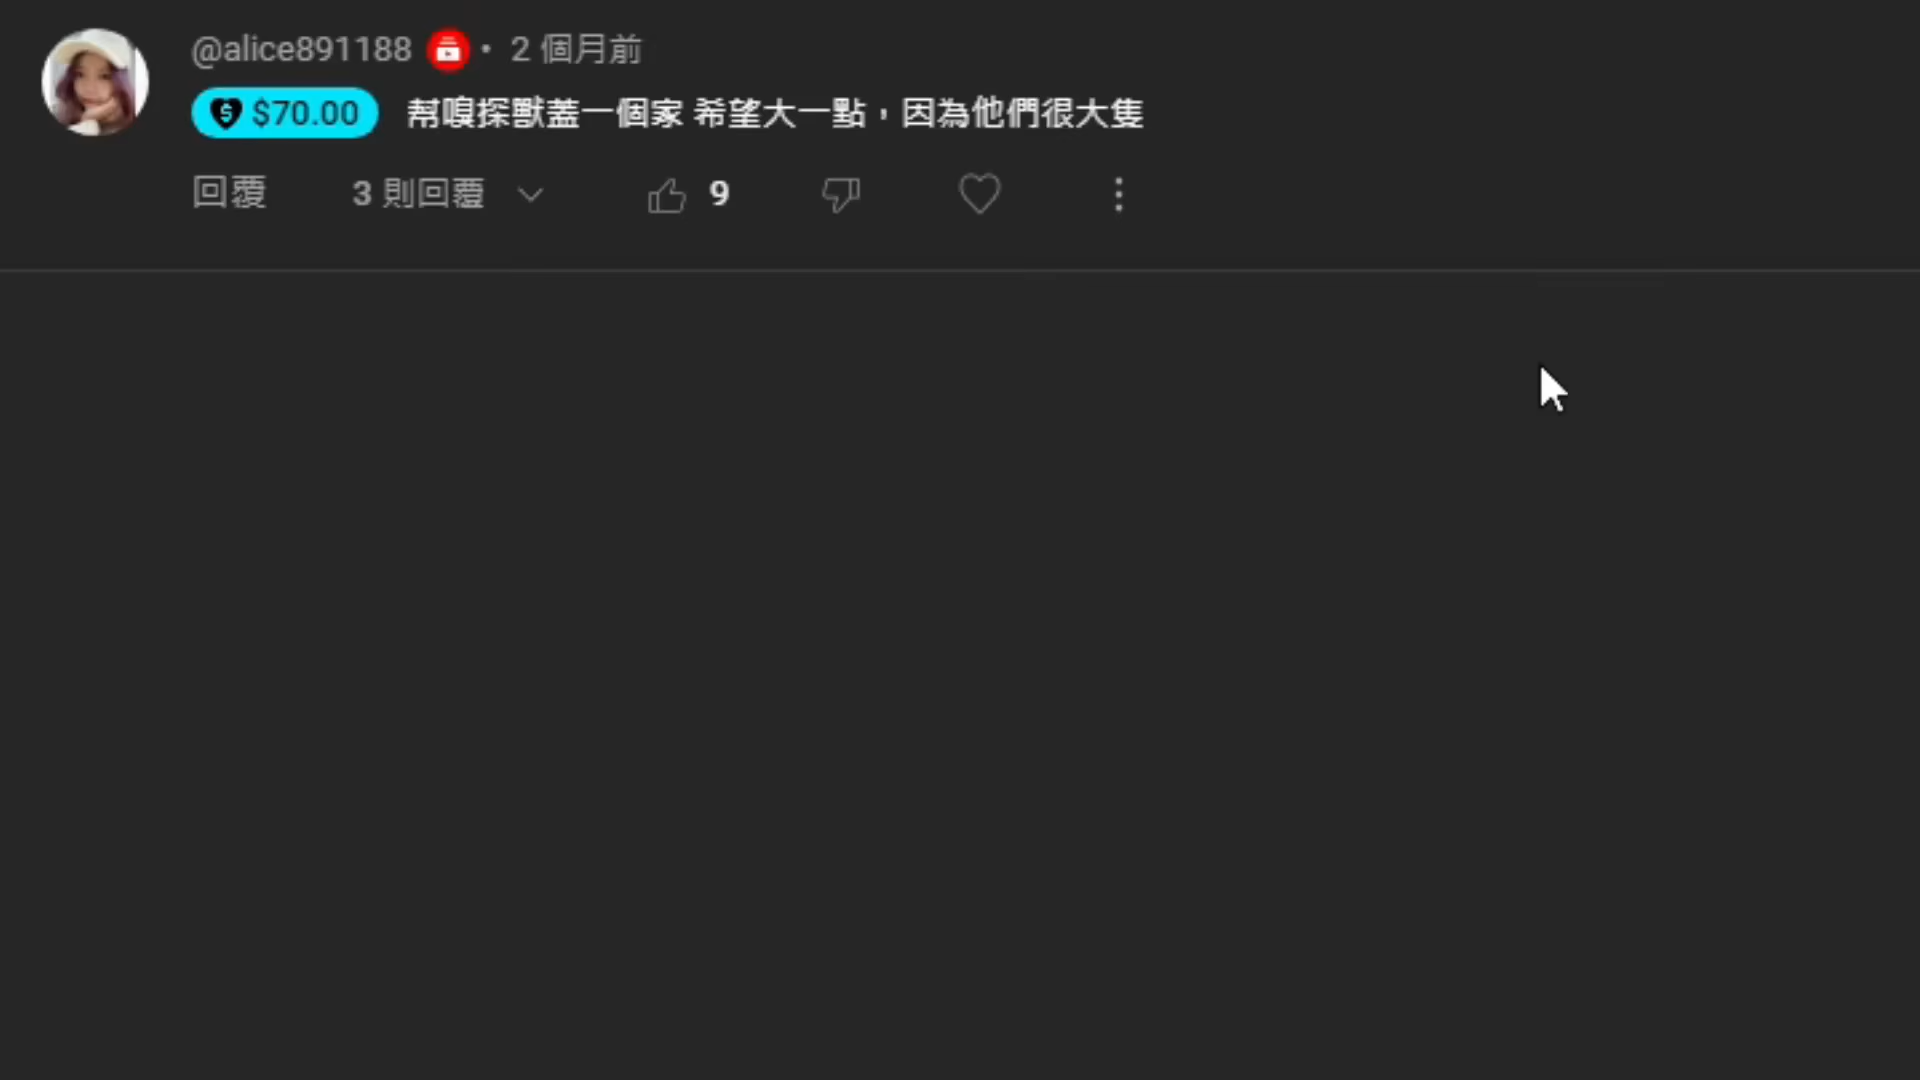 @alice891188 • 2 個月前
$70.00 幫嗅探獸蓋一個家 希望大一點，因為他們很大隻
回覆 3 則回覆 9